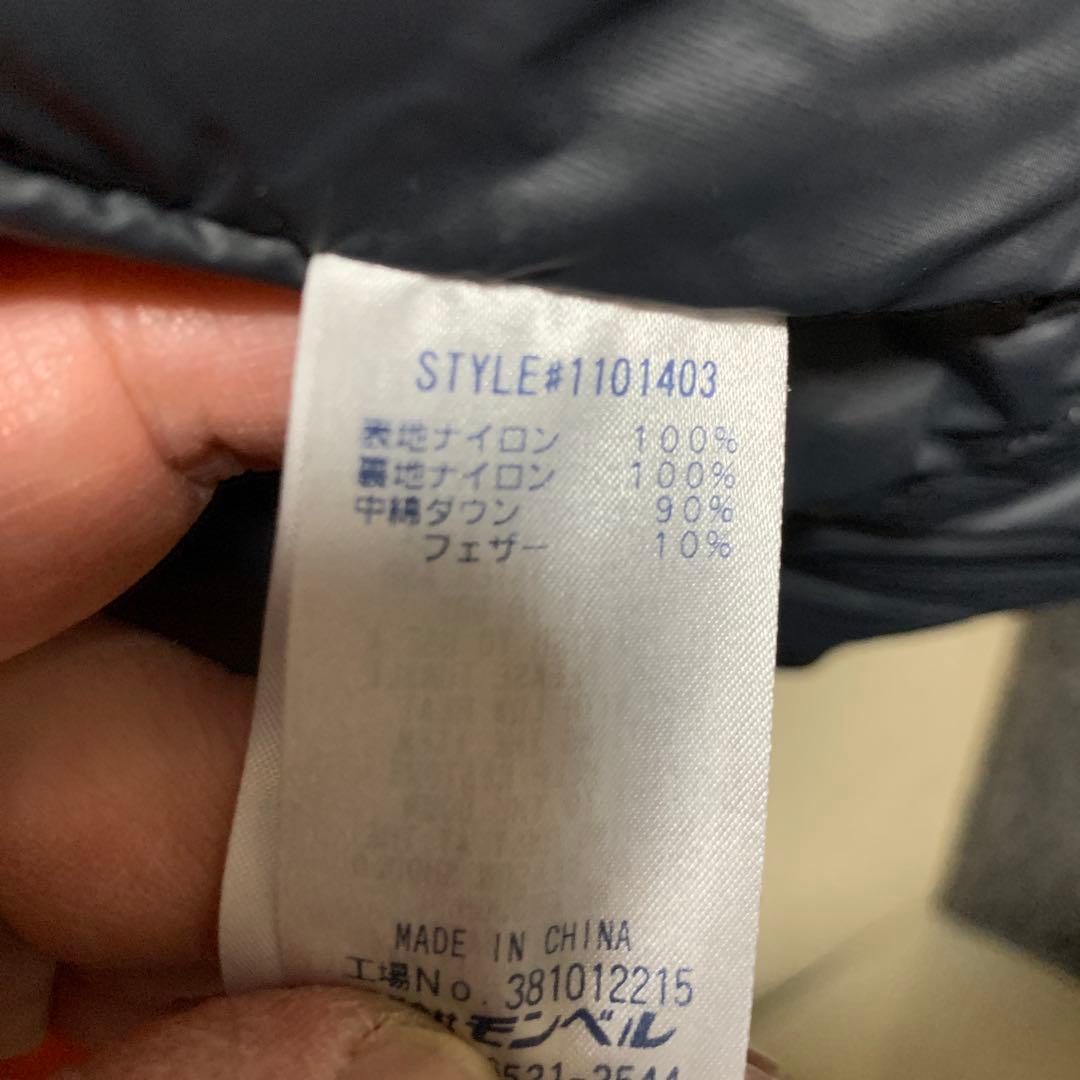 STYLE#1101403
表地ナイロン 100%
裏地ナイロン 100%
中綿ダウン 90%
フェザー 10%
MADE IN CHINA
工場No. 381012215
モンベル
531-3544